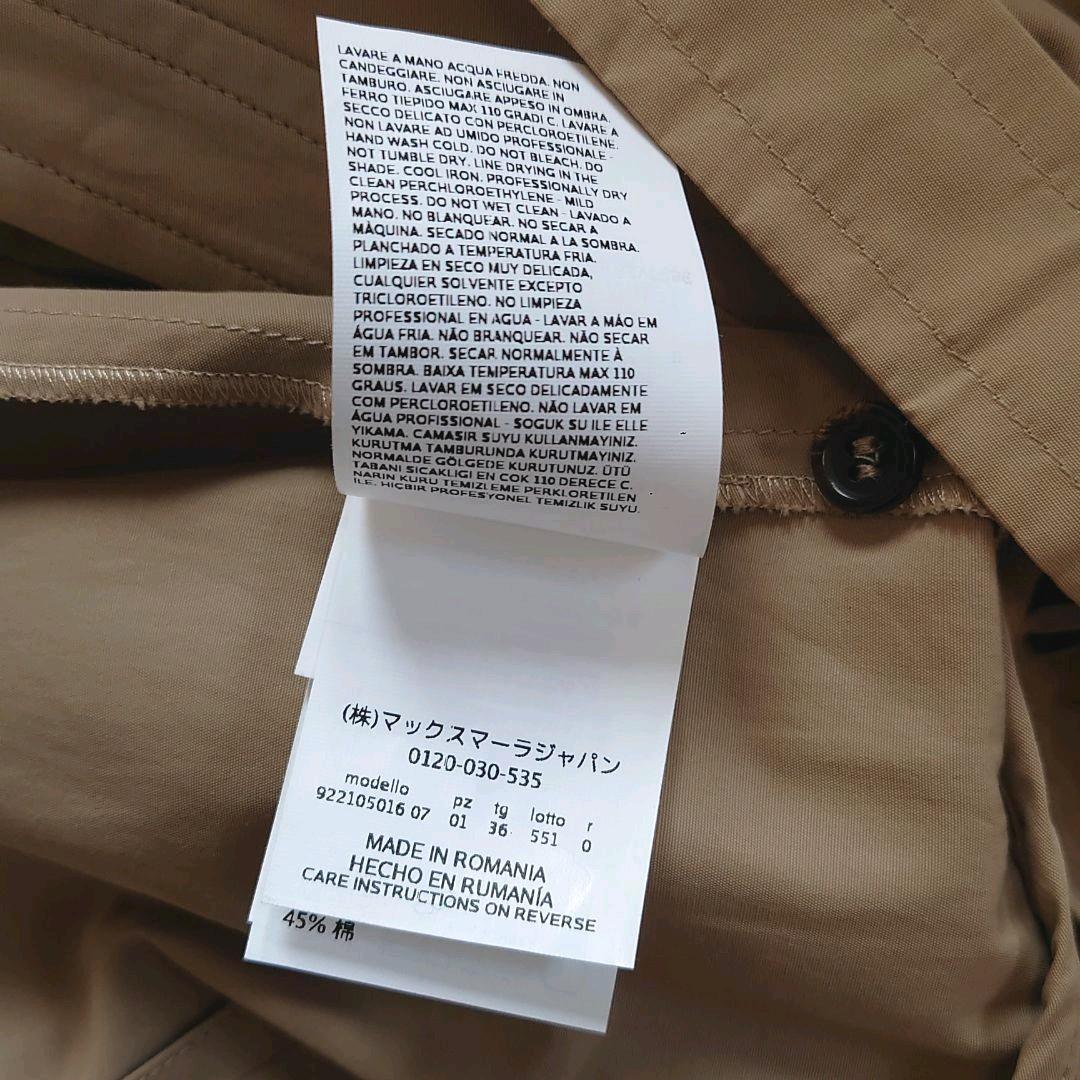 LAVARE A MANO ACQUA FREDDA. NON
CANDEGGIARE. NON ASCIUGARE IN
TAMBURO. ASCIUGARE APPESO IN OMBRA.
FERRO TIEPIDO MAX 110 GRADI C. LAVARE A
SECCO DELICATO CON PERCLOROETILENE.
NON LAVARE AD UMIDO PROFESSIONALE -
HAND WASH COLD. DO NOT BLEACH. DO
NOT TUMBLE DRY. LINE DRYING IN THE
SHADE. COOL IRON. PROFESSIONALLY DRY
CLEAN PERCHLOROETHYLENE - MILD
PROCESS. DO NOT WET CLEAN - LAVADO A
MANO. NO BLANQUEAR. NO SECAR A
MÀQUINA. SECADO NORMAL A LA SOMBRA.
PLANCHADO A TEMPERATURA FRIA.
LIMPIEZA EN SECO MUY DELICADA,
CUALQUIER SOLVENTE EXCEPTO
TRICLOROETILENO. NO LIMPIEZA
PROFESSIONAL EN AGUA - LAVAR A MÁO EM
ÁGUA FRIA. NÃO BRANQUEAR. NÃO SECAR
EM TAMBOR. SECAR NORMALMENTE À
SOMBRA. BAIXA TEMPERATURA MAX 110
GRAUS. LAVAR EM SECO DELICADAMENTE
COM PERCLOROETILENO. NÃO LAVAR EM
ÁGUA PROFISSIONAL - SOGUK SU ILE ELLE
YIKAMA. CAMASIR SUYU KULLANMAYINIZ.
KURUTMA TAMBURUNDA KURUTMAYINIZ.
NORMALDE GÖLGEDE KURUTUNUZ. ÜTÜ
TABANI SICAKLIGI EN COK 110 DERECE C.
NARIN KURU TEMIZLEME PERKLORETILEN
ILE. HIÇBIR PROFESYONEL TEMIZLIK SUYU.
(株)マックスマーラジャパン
0120-030-535
modello pz tg lotto r
922105016 07 01 36 551 0
MADE IN ROMANIA
HECHO EN RUMANÍA
CARE INSTRUCTIONS ON REVERSE
45% 棉